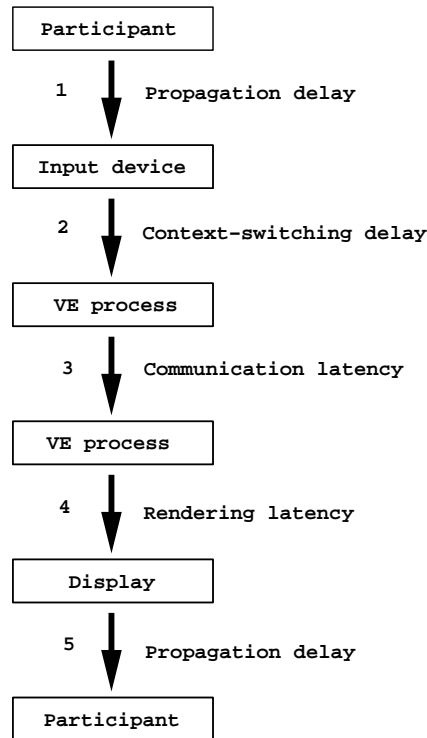 Participant
1 Propagation delay
Input device
2 Context-switching delay
VE process
3 Communication latency
VE process
4 Rendering latency
Display
5 Propagation delay
Participant